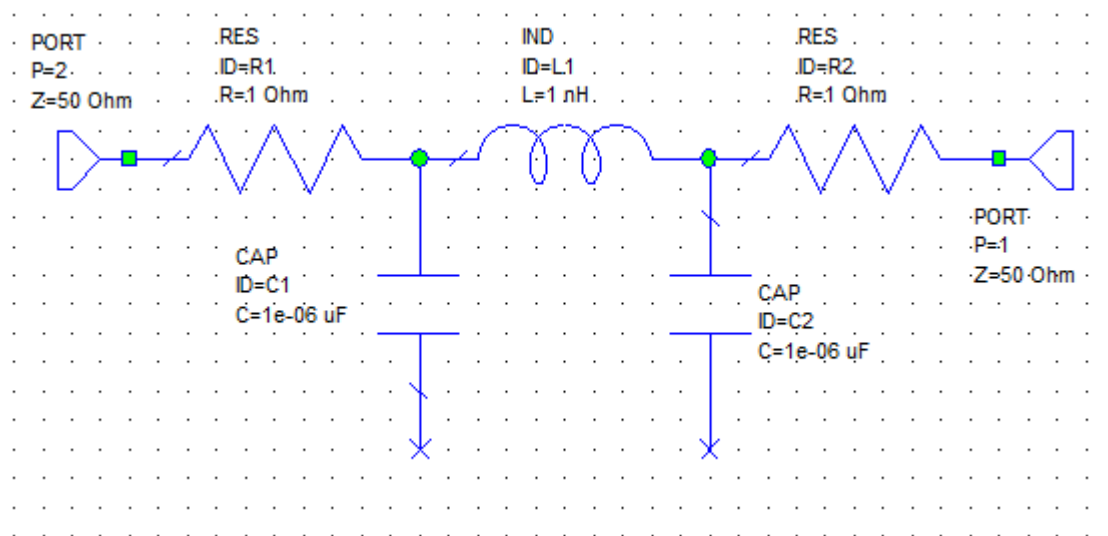 PORT
P=2
Z=50 Ohm
RES
ID=R1
R=1 Ohm
IND
ID=L1
L=1 nH
RES
ID=R2
R=1 Ohm
CAP
ID=C1
C=1e-06 uF
CAP
ID=C2
C=1e-06 uF
PORT
P=1
Z=50 Ohm